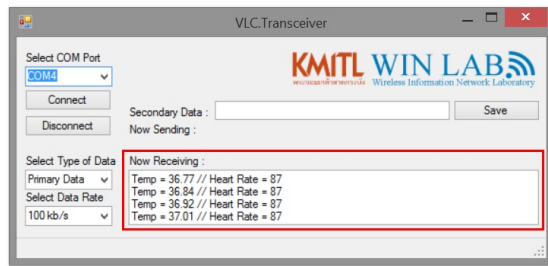 VLC.Transceiver
Select COM Port
COM4
Connect
Disconnect
KMITL WIN LAB
Wireless Information Network Laboratory
Secondary Data :
Save
Now Sending :
Select Type of Data
Primary Data
Select Data Rate
100 kb/s
Now Receiving :
Temp = 36.77 // Heart Rate = 87
Temp = 36.84 // Heart Rate = 87
Temp = 36.92 // Heart Rate = 87
Temp = 37.01 // Heart Rate = 87